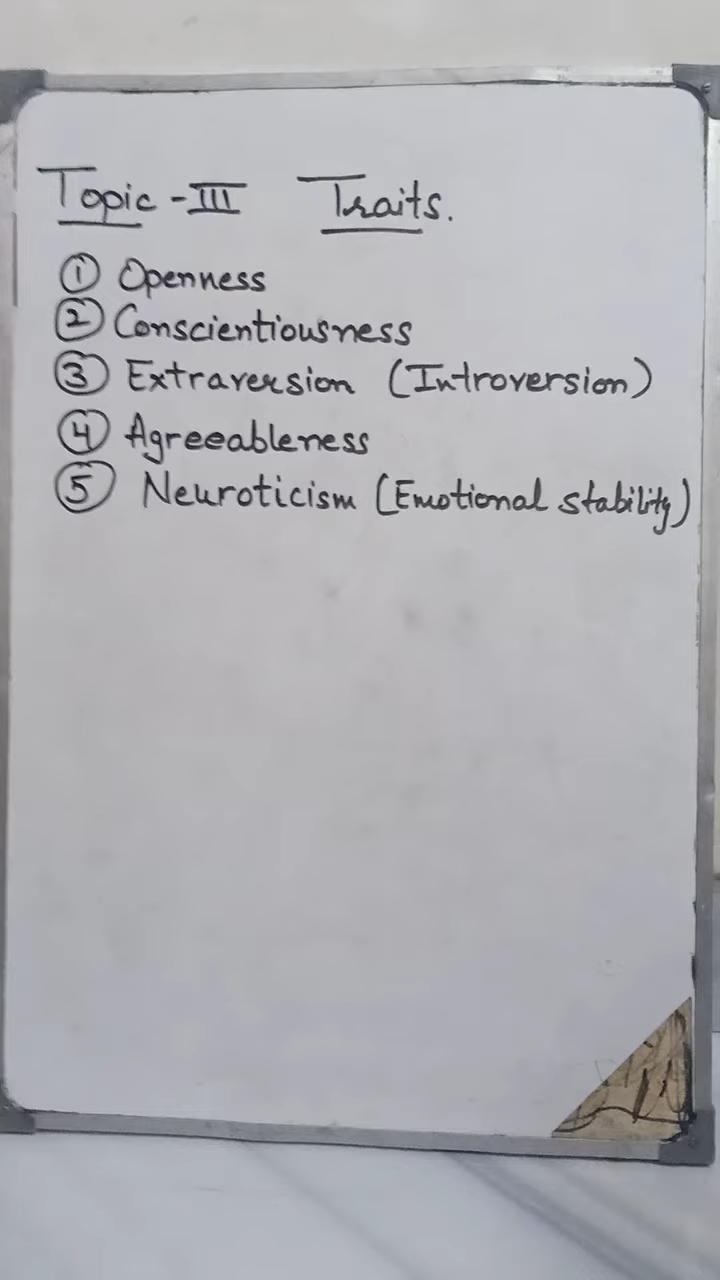 Topic - III Traits.
① Openness
② Conscientiousness
③ Extraversion (Introversion)
④ Agreeableness
⑤ Neuroticism (Emotional stability)